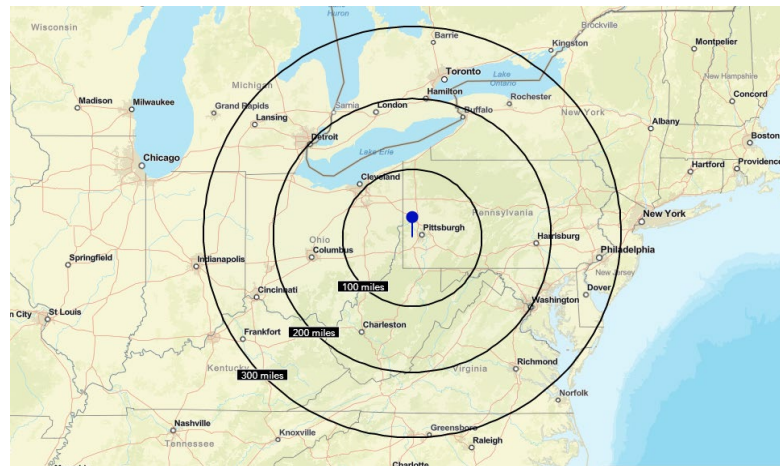 Huron
Brockville
Wisconsin
Barrie
Kingston
Montpelier
Toronto
Lake
Ontario
Michigan
New Hampshire
Madison
Milwaukee
Grand Rapids
Sarnia
Hamilton
Rochester
Concord
London
Buffalo
New York
Lansing
Albany
Detroit
Boston
Lake Erie
Chicago
Hartford
Providence
Cleveland
Pennsylvania
New York
Pittsburgh
Ohio
Harrisburg
Columbus
Philadelphia
Springfield
Indianapolis
New Jersey
100 miles
Dover
Cincinnati
Washington
on City
St Louis
Charleston
200 miles
Frankfort
Richmond
Kentucky
Virginia
300 miles
Norfolk
Nashville
Greensboro
Knoxville
Tennessee
Raleigh
Charlotte